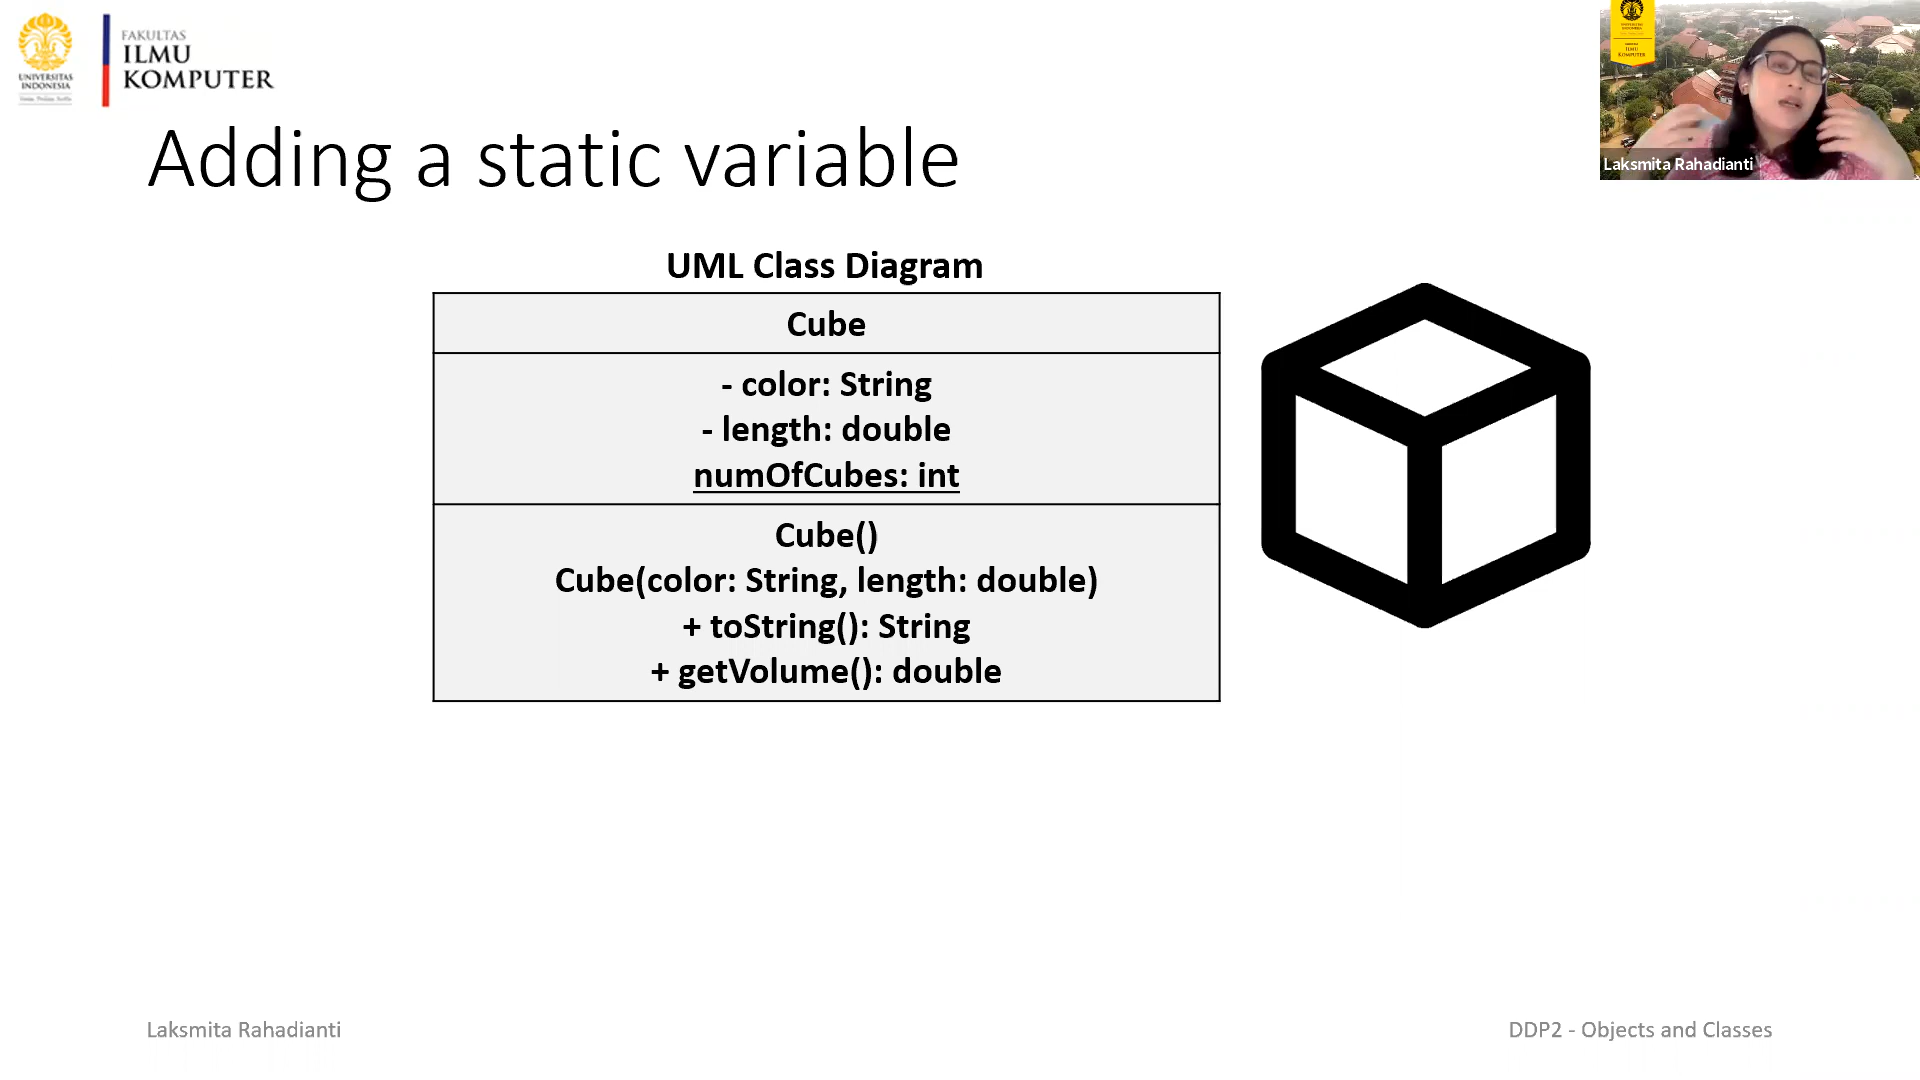 UNIVERSITAS
INDONESIA
FAKULTAS
ILMU
KOMPUTER
Adding a static variable
Laksmita Rahadianti
UML Class Diagram
Cube
- color: String
- length: double
numOfCubes: int
Cube()
Cube(color: String, length: double)
+ toString(): String
+ getVolume(): double
Laksmita Rahadianti
DDP2 - Objects and Classes